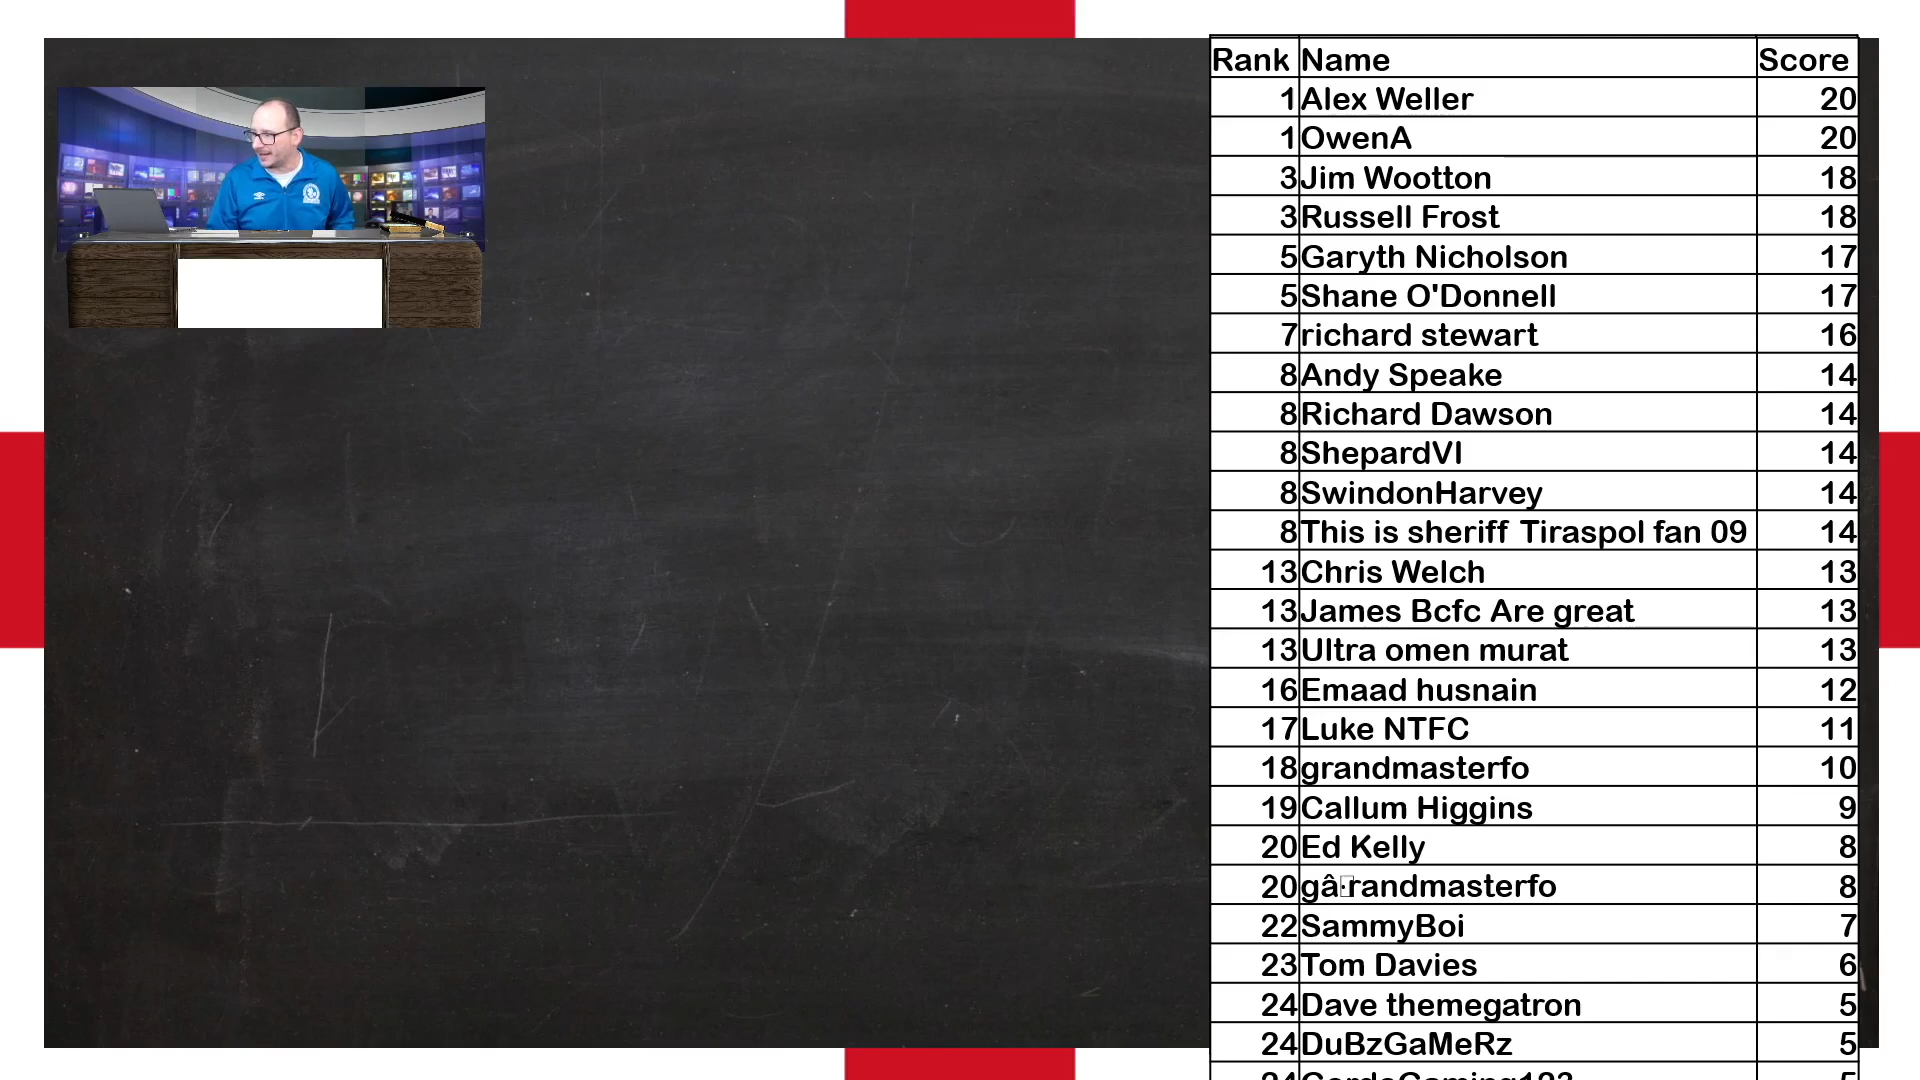 Rank Name Score
1 Alex Weller 20
1 OwenA 20
3 Jim Wootton 18
3 Russell Frost 18
5 Garyth Nicholson 17
5 Shane O'Donnell 17
7 richard stewart 16
8 Andy Speake 14
8 Richard Dawson 14
8 ShepardVI 14
8 SwindonHarvey 14
8 This is sheriff Tiraspol fan 09 14
13 Chris Welch 13
13 James Bcfc Are great 13
13 Ultra omen murat 13
16 Emaad husnain 12
17 Luke NTFC 11
18 grandmasterfo 10
19 Callum Higgins 9
20 Ed Kelly 8
20 gâ·randmasterfo 8
22 SammyBoi 7
23 Tom Davies 6
24 Dave themegatron 5
24 DuBzGaMeRz 5